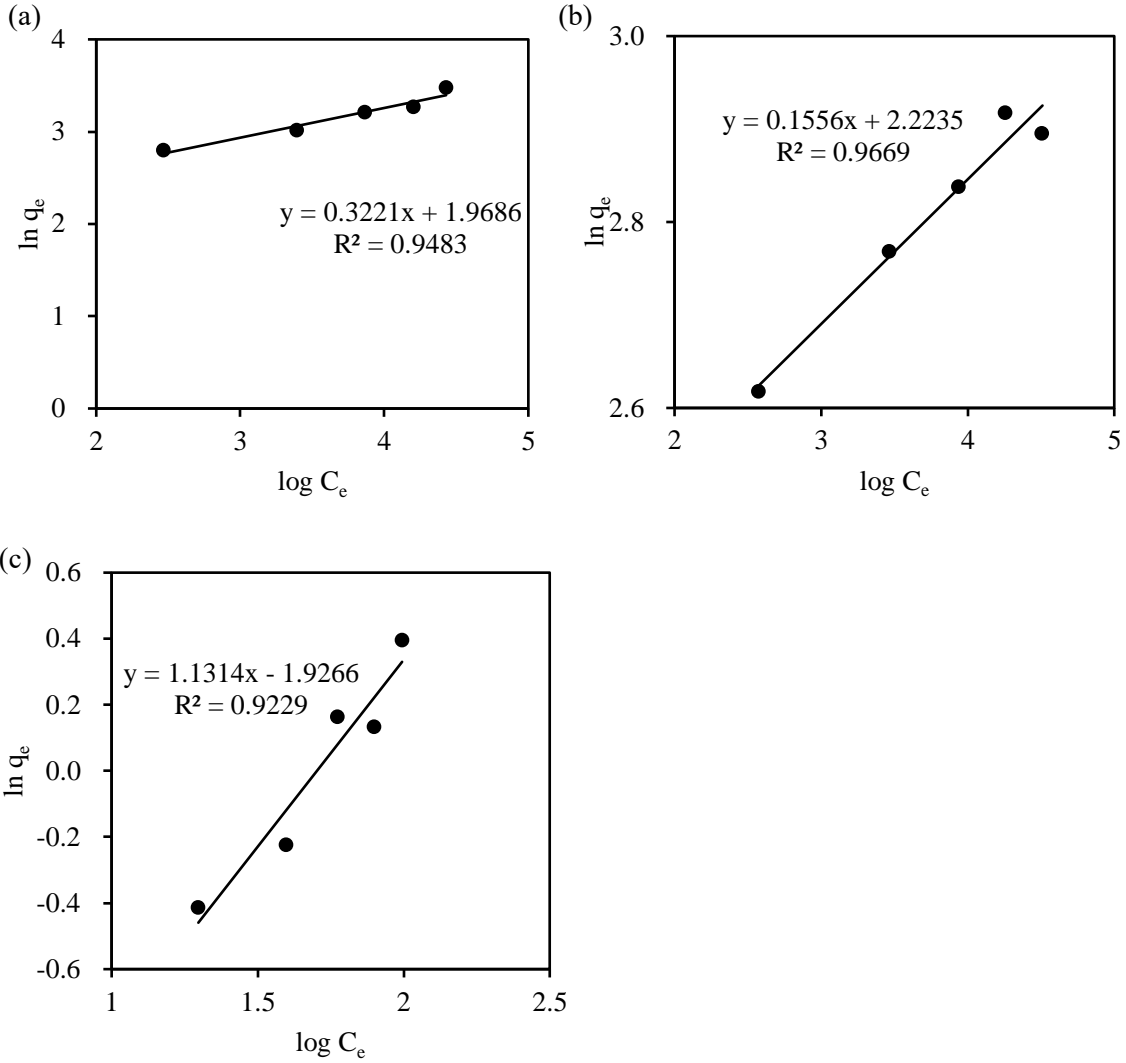 (a)
4
3
2
1
0
ln qₑ
y = 0.3221x + 1.9686
R² = 0.9483
2 3 4 5
log Cₑ
(b)
3.0
2.8
2.6
ln qₑ
y = 0.1556x + 2.2235
R² = 0.9669
2 3 4 5
log Cₑ
(c)
0.6
0.4
0.2
0.0
-0.2
-0.4
-0.6
ln qₑ
y = 1.1314x - 1.9266
R² = 0.9229
1 1.5 2 2.5
log Cₑ